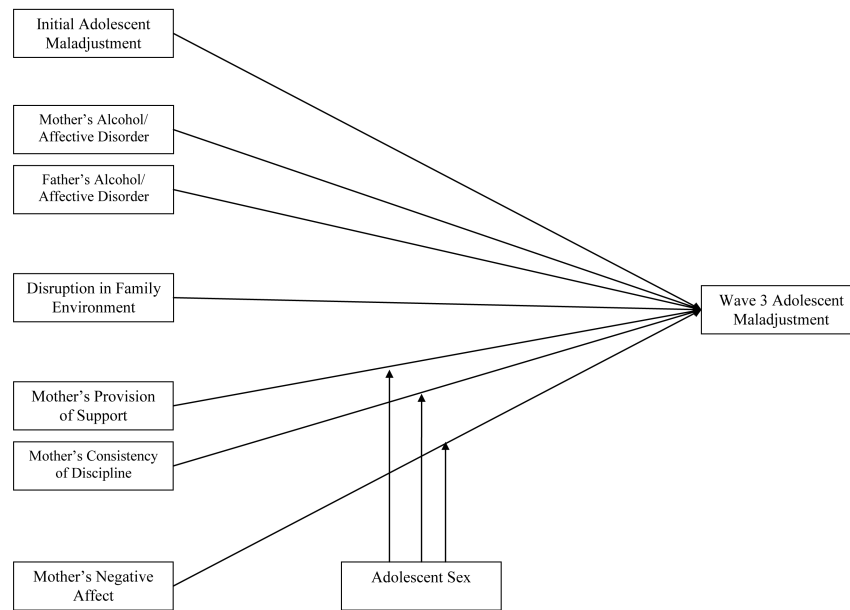 Initial Adolescent
Maladjustment
Mother's Alcohol/
Affective Disorder
Father's Alcohol/
Affective Disorder
Disruption in Family
Environment
Wave 3 Adolescent
Maladjustment
Mother's Provision
of Support
Mother's Consistency
of Discipline
Mother's Negative
Affect
Adolescent Sex